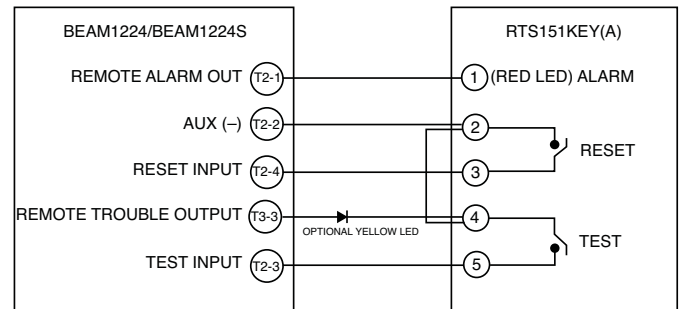 BEAM1224/BEAM1224S RTS151KEY(A)
REMOTE ALARM OUT T2-1 1 (RED LED) ALARM
AUX (–) T2-2 2
RESET
RESET INPUT T2-4 3
REMOTE TROUBLE OUTPUT T3-3 4
OPTIONAL YELLOW LED
TEST
TEST INPUT T2-3 5